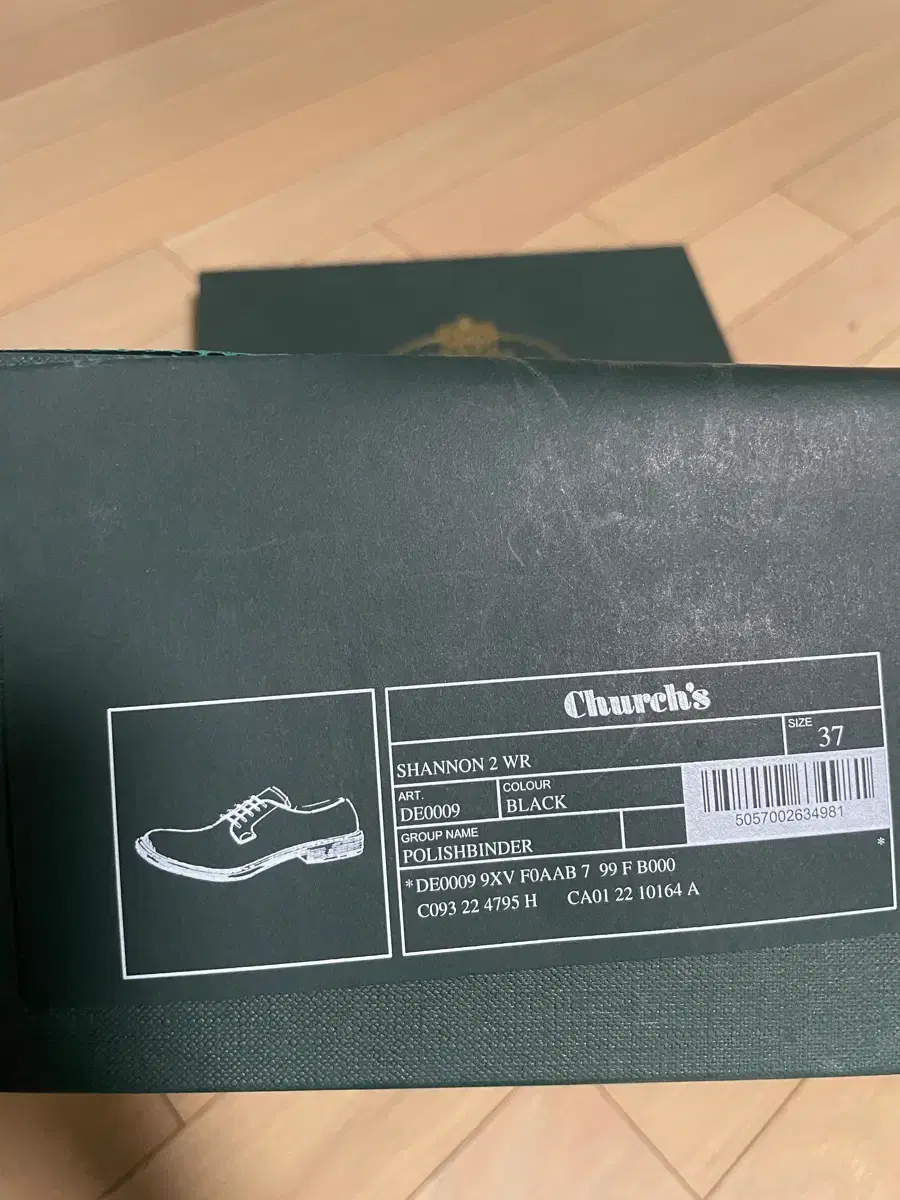 Church's
SIZE
37
SHANNON 2 WR
ART.
DE0009
COLOUR
BLACK
5057002634981
GROUP NAME
POLISHBINDER
*DE0009 9XV F0AAB 7 99 F B000 *
C093 22 4795 H CA01 22 10164 A